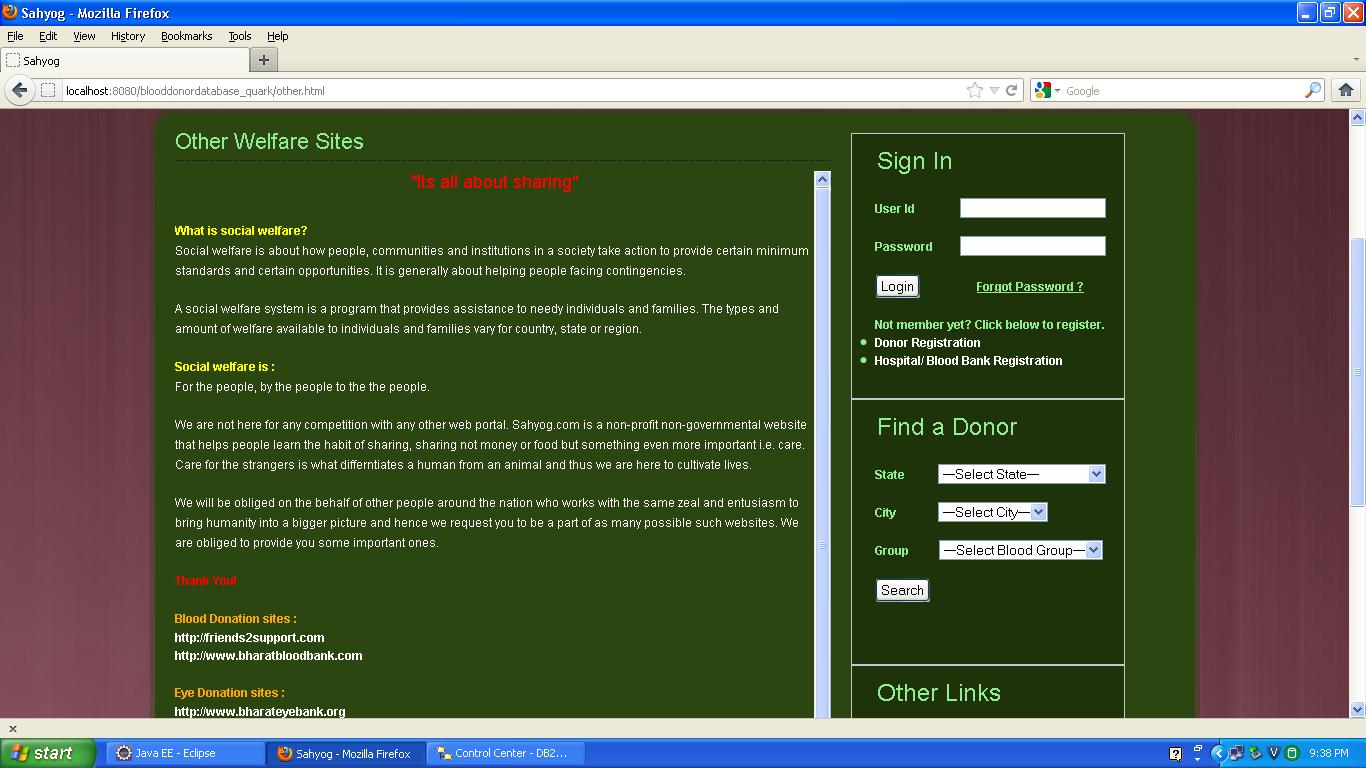 Sahyog - Mozilla Firefox
File Edit View History Bookmarks Tools Help
Sahyog
localhost:8080/blooddonordatabase_quark/other.html
Google
Other Welfare Sites
"Its all about sharing"
What is social welfare?
Social welfare is about how people, communities and institutions in a society take action to provide certain minimum
standards and certain opportunities. It is generally about helping people facing contingencies.
A social welfare system is a program that provides assistance to needy individuals and families. The types and
amount of welfare available to individuals and families vary for country, state or region.
Social welfare is :
For the people, by the people to the the people.
We are not here for any competition with any other web portal. Sahyog.com is a non-profit non-governmental website
that helps people learn the habit of sharing, sharing not money or food but something even more important i.e. care.
Care for the strangers is what differntiates a human from an animal and thus we are here to cultivate lives.
We will be obliged on the behalf of other people around the nation who works with the same zeal and entusiasm to
bring humanity into a bigger picture and hence we request you to be a part of as many possible such websites. We
are obliged to provide you some important ones.
Thank You!
Blood Donation sites :
http://friends2support.com
http://www.bharatbloodbank.com
Eye Donation sites :
http://www.bharateyebank.org
Sign In
User Id
Password
Login Forgot Password ?
Not member yet? Click below to register.
Donor Registration
Hospital/ Blood Bank Registration
Find a Donor
State —Select State—
City —Select City—
Group —Select Blood Group—
Search
Other Links
start Java EE - Eclipse Sahyog - Mozilla Firefox Control Center - DB2... 9:38 PM